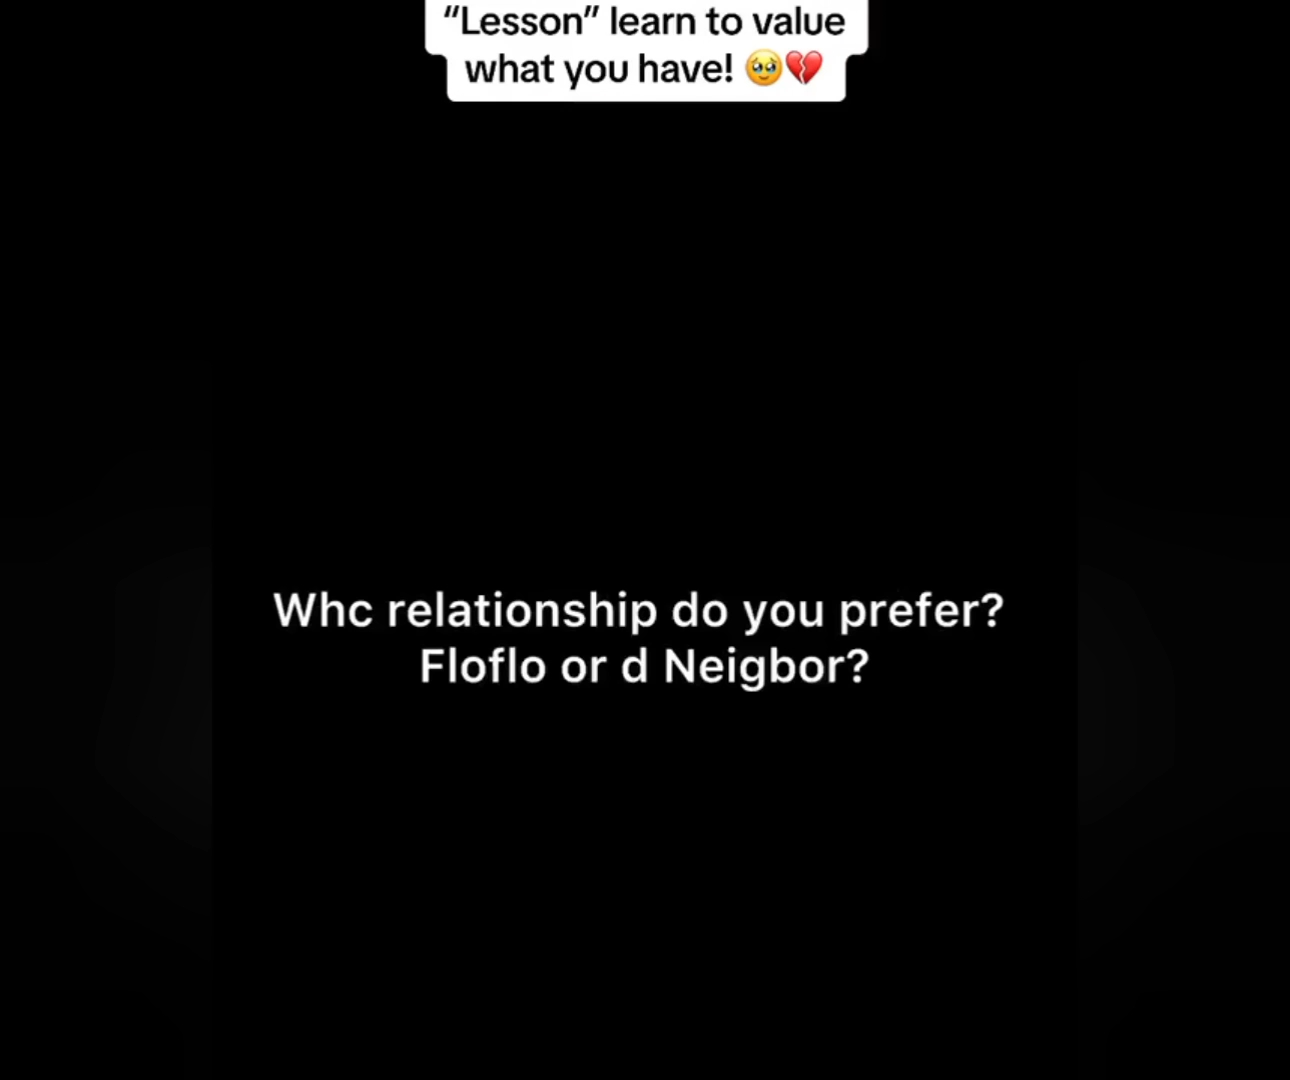 “Lesson” learn to value
what you have! 🥹💔
Whc relationship do you prefer?
Floflo or d Neigbor?